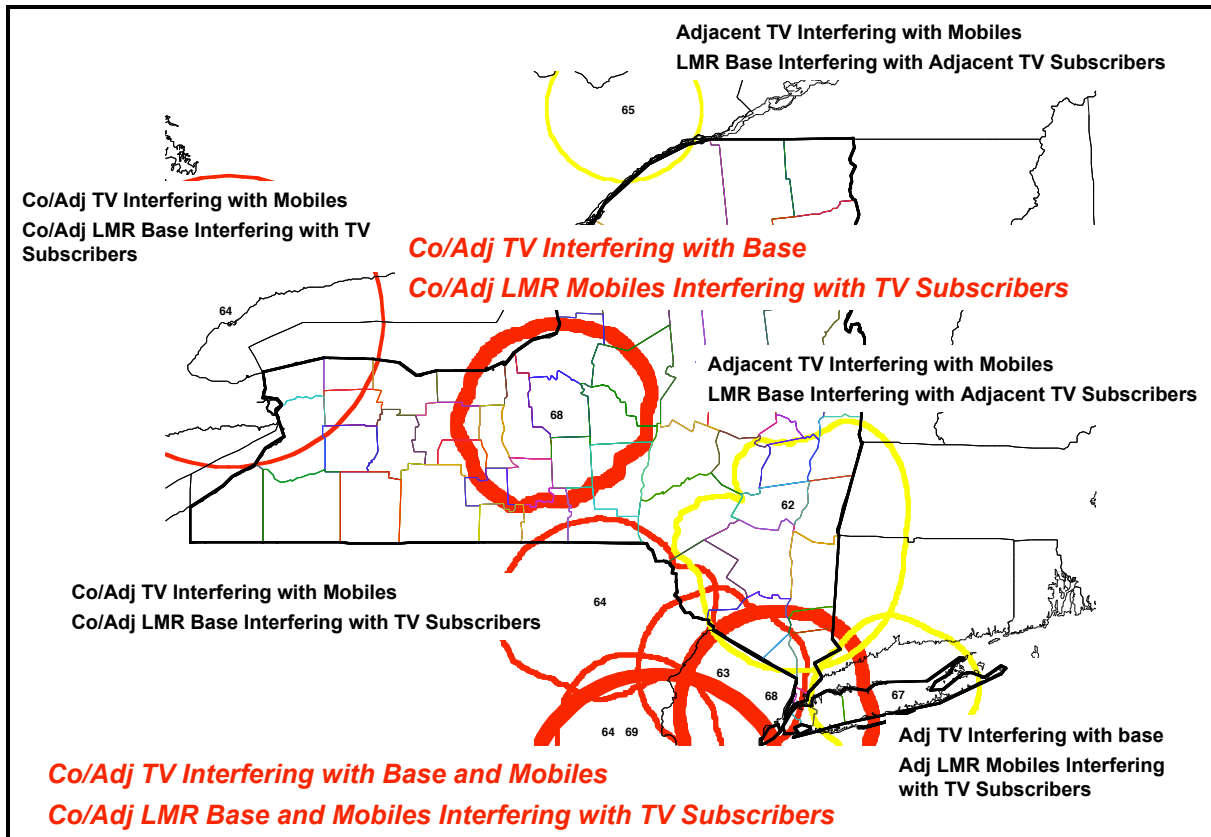 Adjacent TV Interfering with Mobiles
LMR Base Interfering with Adjacent TV Subscribers
65
Co/Adj TV Interfering with Mobiles
Co/Adj LMR Base Interfering with TV
Subscribers
Co/Adj TV Interfering with Base
Co/Adj LMR Mobiles Interfering with TV Subscribers
64
Adjacent TV Interfering with Mobiles
LMR Base Interfering with Adjacent TV Subscribers
68
62
Co/Adj TV Interfering with Mobiles
Co/Adj LMR Base Interfering with TV Subscribers
64
63
68
67
64 69
Adj TV Interfering with base
Adj LMR Mobiles Interfering
with TV Subscribers
Co/Adj TV Interfering with Base and Mobiles
Co/Adj LMR Base and Mobiles Interfering with TV Subscribers